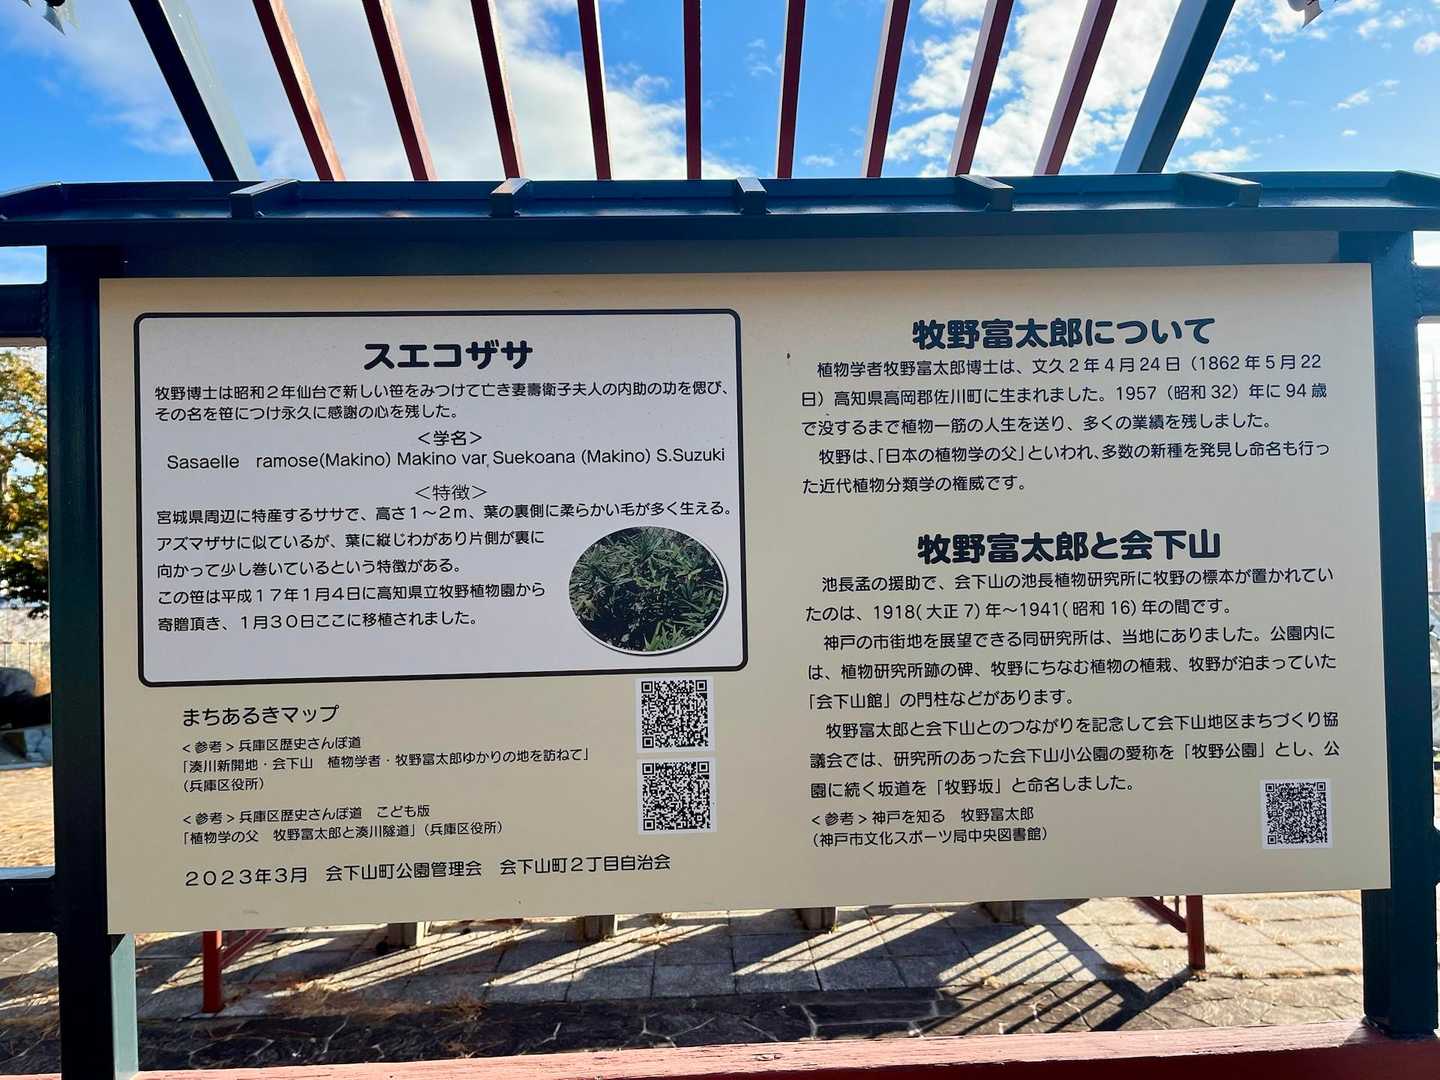 スエコザサ
牧野博士は昭和2年仙台で新しい笹をみつけて亡き妻壽衛子夫人の内助の功を偲び、
その名を笹につけ永久に感謝の心を残した。
＜学名＞
Sasaelle ramose(Makino) Makino var. Suekoana (Makino) S.Suzuki
＜特徴＞
宮城県周辺に特産するササで、高さ１～２ｍ、葉の裏側に柔らかい毛が多く生える。
アズマザサに似ているが、葉に縦じわがあり片側が裏に
向かって少し巻いているという特徴がある。
この笹は平成１７年１月４日に高知県立牧野植物園から
寄贈頂き、１月３０日ここに移植されました。
まちあるきマップ
＜参考＞兵庫区歴史さんぽ道
「湊川新開地・会下山　植物学者・牧野富太郎ゆかりの地を訪ねて」
（兵庫区役所）
＜参考＞兵庫区歴史さんぽ道　こども版
「植物学の父　牧野富太郎と湊川隧道」（兵庫区役所）
２０２３年３月　会下山町公園管理会　会下山町２丁目自治会
牧野富太郎について
植物学者牧野富太郎博士は、文久２年４月24日（1862年５月22
日）高知県高岡郡佐川町に生まれました。1957（昭和32）年に94歳
で没するまで植物一筋の人生を送り、多くの業績を残しました。
牧野は、「日本の植物学の父」といわれ、多数の新種を発見し命名も行っ
た近代植物分類学の権威です。
牧野富太郎と会下山
池長孟の援助で、会下山の池長植物研究所に牧野の標本が置かれてい
たのは、1918(大正7)年～1941(昭和16)年の間です。
神戸の市街地を展望できる同研究所は、当地にありました。公園内に
は、植物研究所跡の碑、牧野にちなむ植物の植栽、牧野が泊まっていた
「会下山館」の門柱などがあります。
牧野富太郎と会下山とのつながりを記念して会下山地区まちづくり協
議会では、研究所のあった会下山小公園の愛称を「牧野公園」とし、公
園に続く坂道を「牧野坂」と命名しました。
＜参考＞神戸を知る　牧野富太郎
（神戸市文化スポーツ局中央図書館）